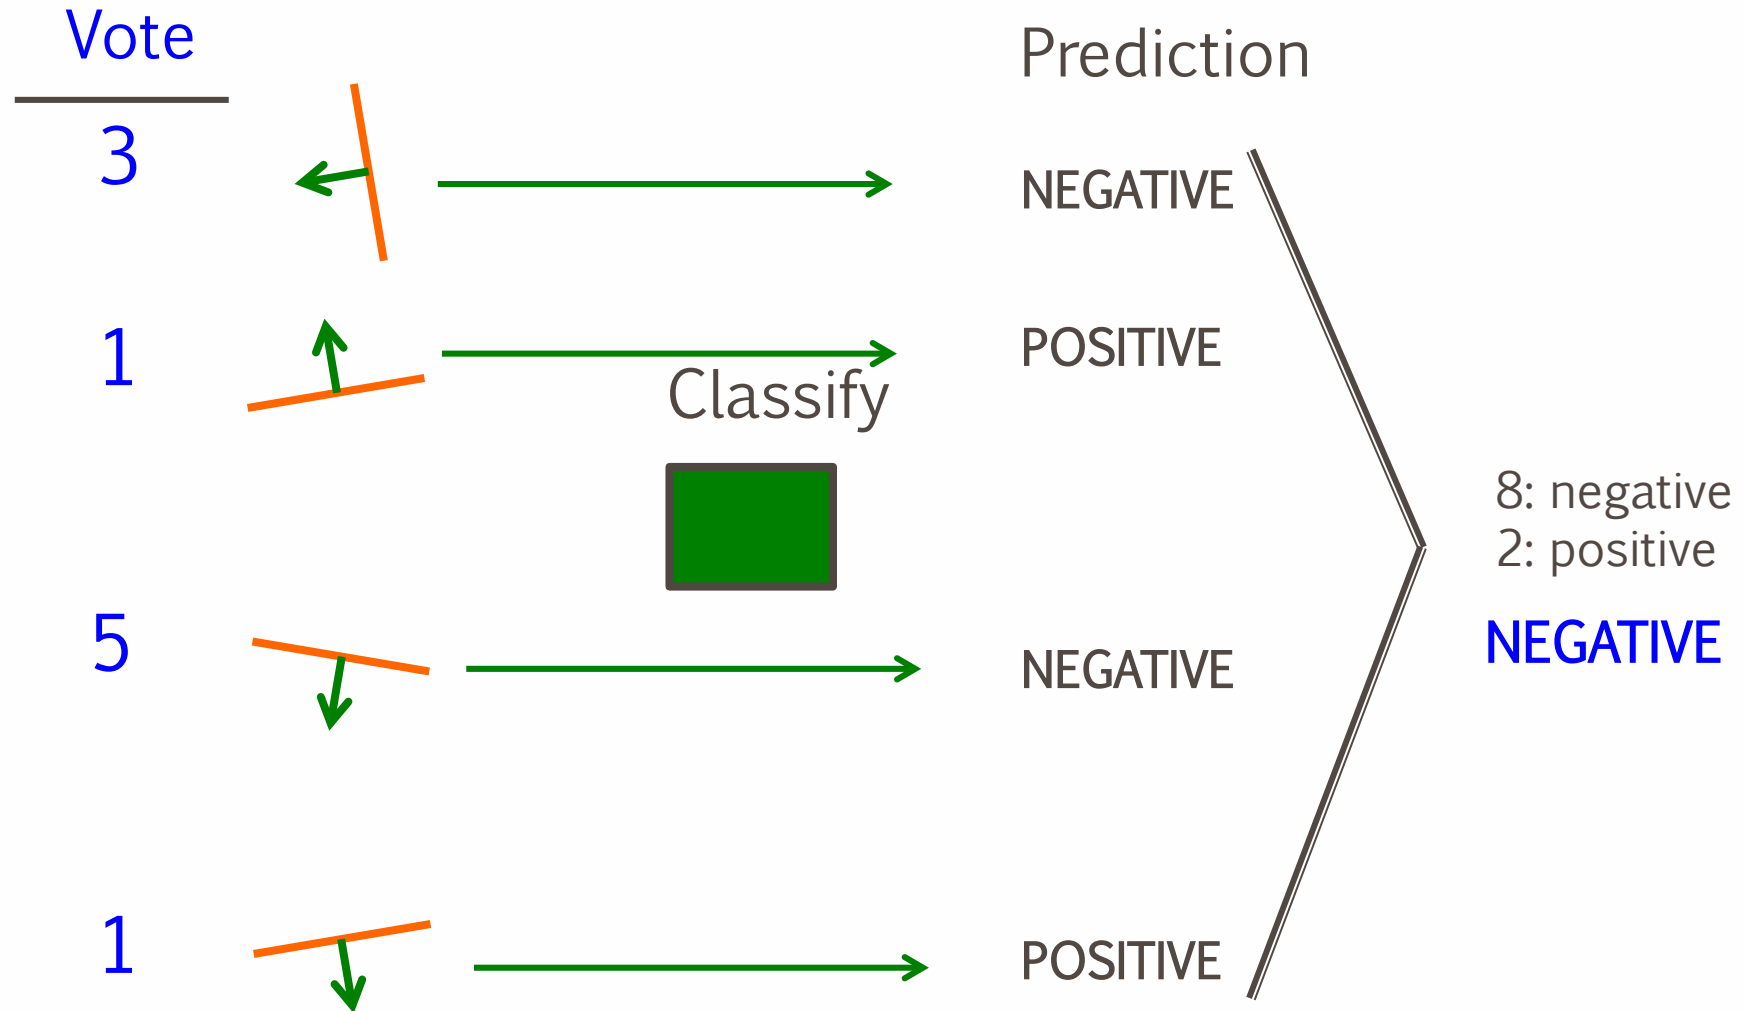 Vote
Prediction
3
NEGATIVE
1
POSITIVE
Classify
8: negative
2: positive
5
NEGATIVE
NEGATIVE
1
POSITIVE